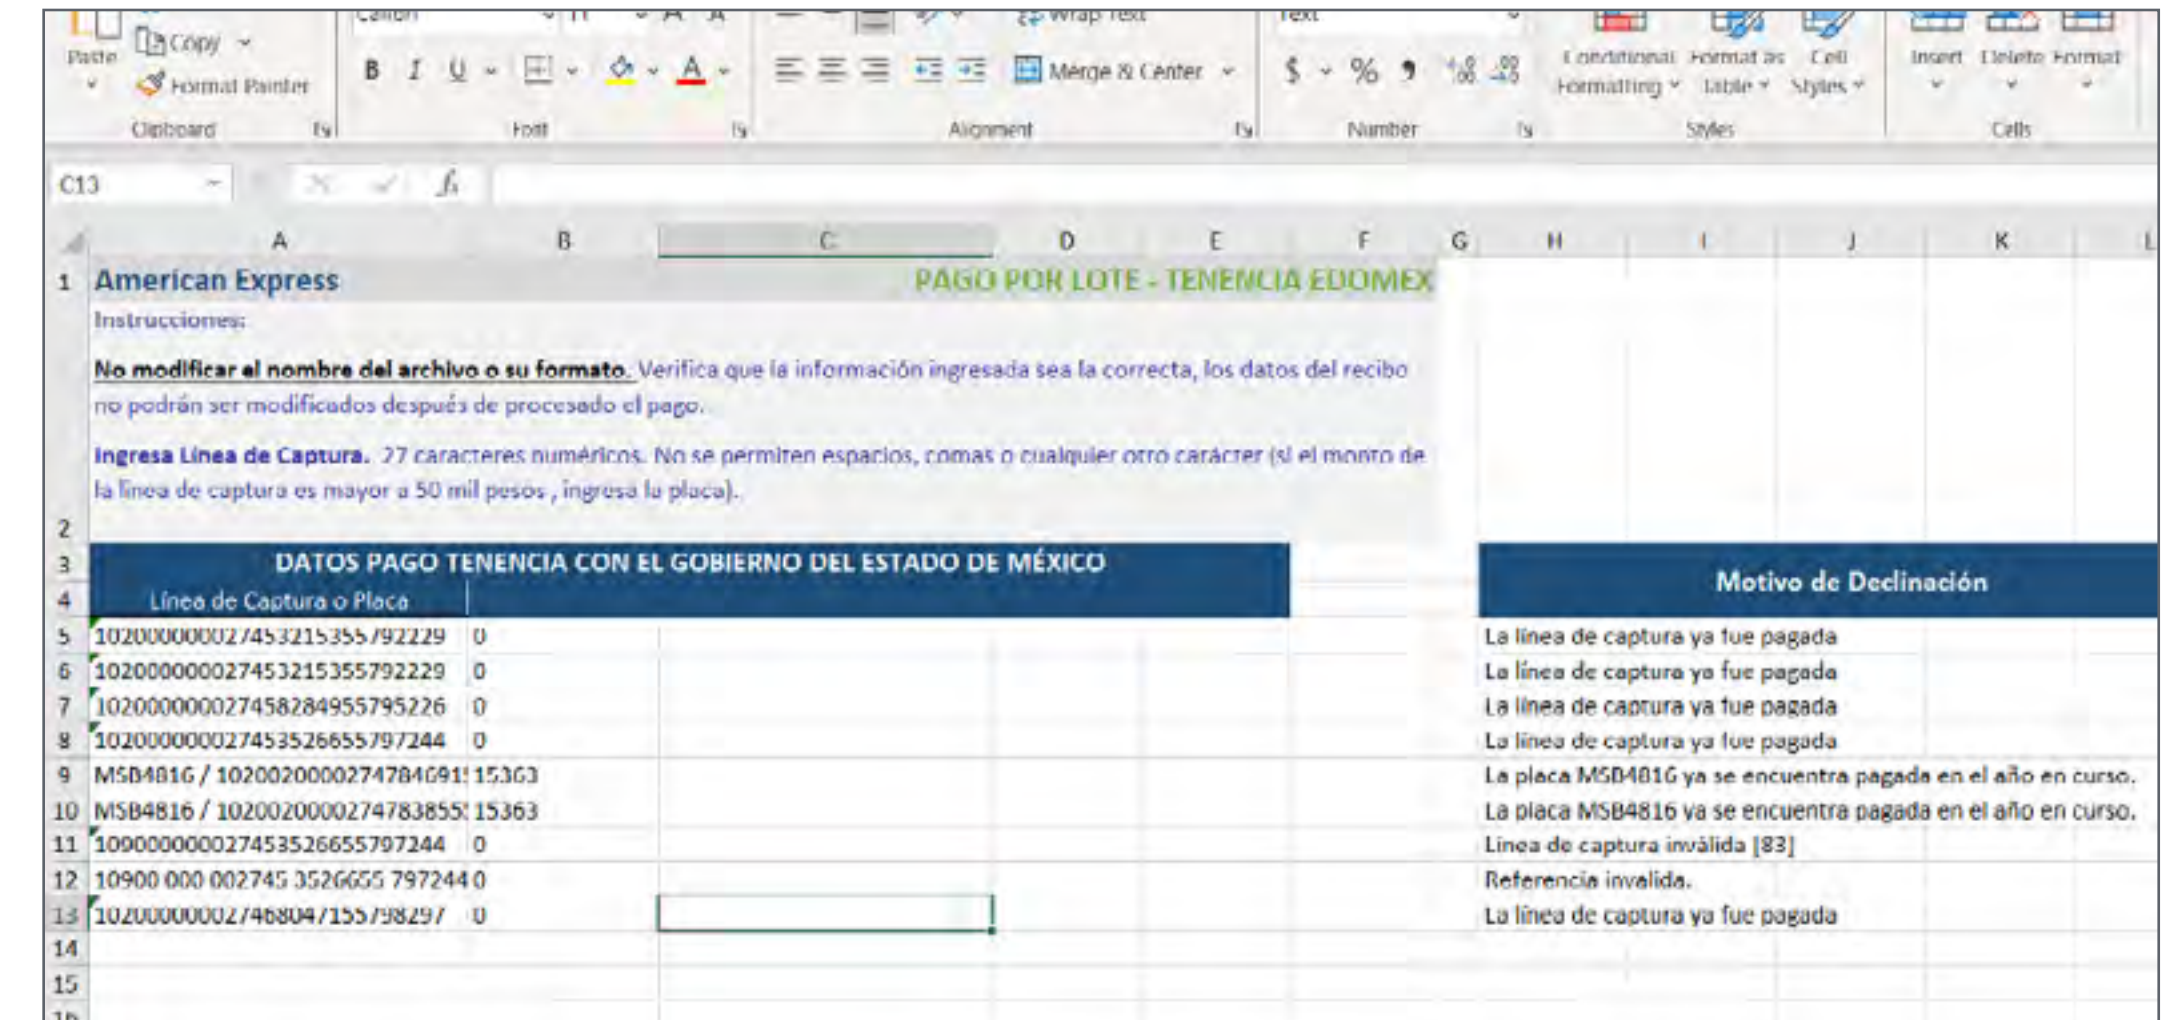 Paste
Copy
Format Painter
Clipboard
Calibri
11
B I U
Font
Wrap Text
Merge & Center
Alignment
Text
$ % 9
Number
Conditional Formatting
Format as Table
Cell Styles
Styles
Insert Delete Format
Cells
C13
fx
A B C D E F G H I J K L
1 American Express PAGO POR LOTE - TENENCIA EDOMEX
Instrucciones:
No modificar el nombre del archivo o su formato. Verifica que la información ingresada sea la correcta, los datos del recibo
no podrán ser modificados después de procesado el pago.
Ingresa Línea de Captura. 27 caracteres numéricos. No se permiten espacios, comas o cualquier otro carácter (si el monto de
la línea de captura es mayor a 50 mil pesos , ingresa la placa).
2
3 DATOS PAGO TENENCIA CON EL GOBIERNO DEL ESTADO DE MÉXICO
Motivo de Declinación
4 Línea de Captura o Placa
5 102000000027453215355792229 0 La línea de captura ya fue pagada
6 102000000027453215355792229 0 La línea de captura ya fue pagada
7 102000000027458284955795226 0 La línea de captura ya fue pagada
8 102000000027453526655797244 0 La línea de captura ya fue pagada
9 MSB4816 / 10200200002747846915 15363 La placa MSB4816 ya se encuentra pagada en el año en curso.
10 MSB4816 / 1020020000274783855 15363 La placa MSB4816 ya se encuentra pagada en el año en curso.
11 109000000027453526655797244 0 Linea de captura inválida [83]
12 10900 000 002745 3526655 797244 0 Referencia invalida.
13 102000000027468047155798297 0 La línea de captura ya fue pagada
14
15
16